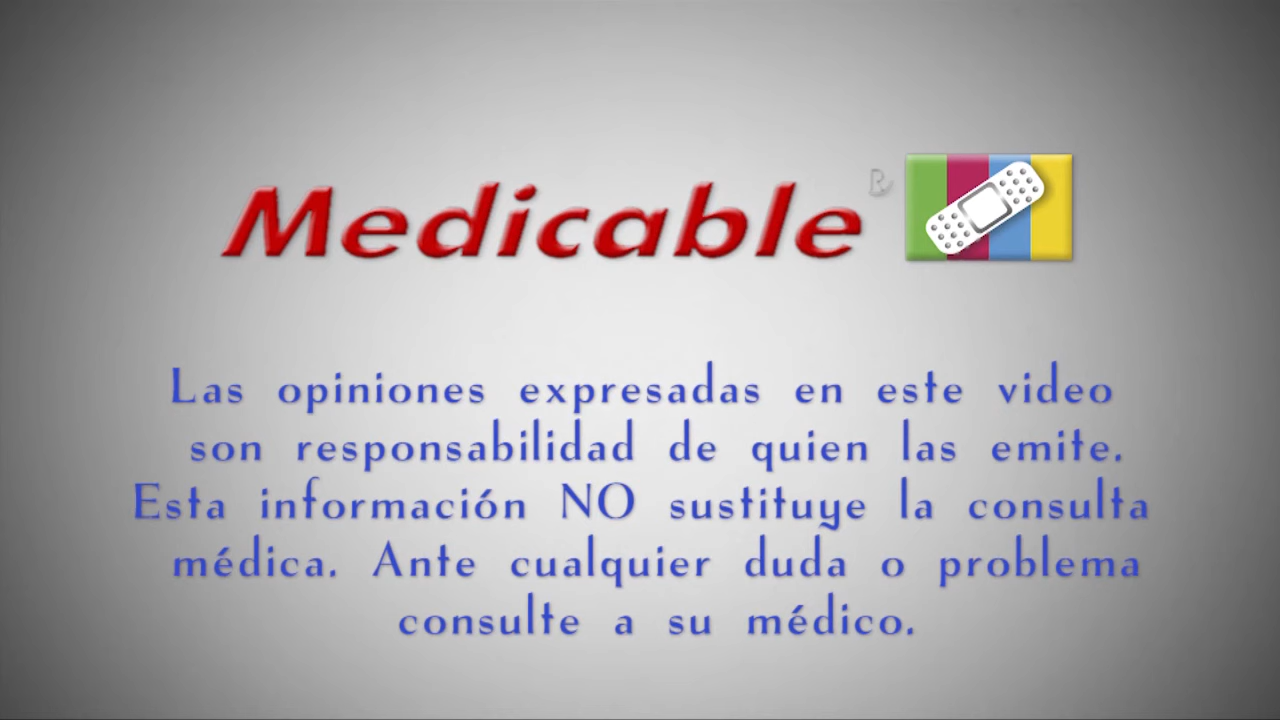 Medicable ®
Las opiniones expresadas en este video
son responsabilidad de quien las emite.
Esta información NO sustituye la consulta
médica. Ante cualquier duda o problema
consulte a su médico.